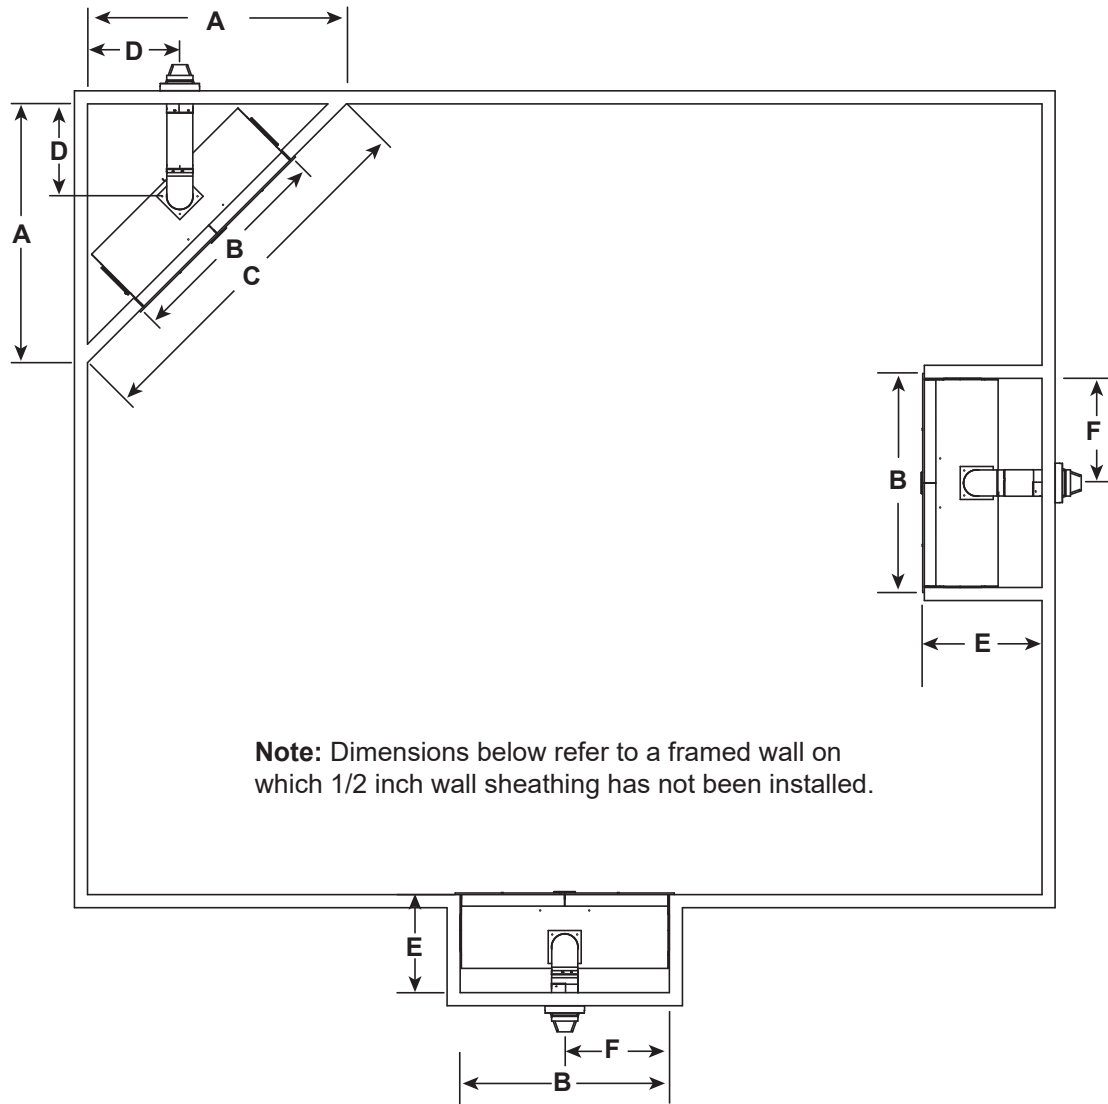 A
D
D
A
B
C
F
B
E
Note: Dimensions below refer to a framed wall on
which 1/2 inch wall sheathing has not been installed.
E
F
B